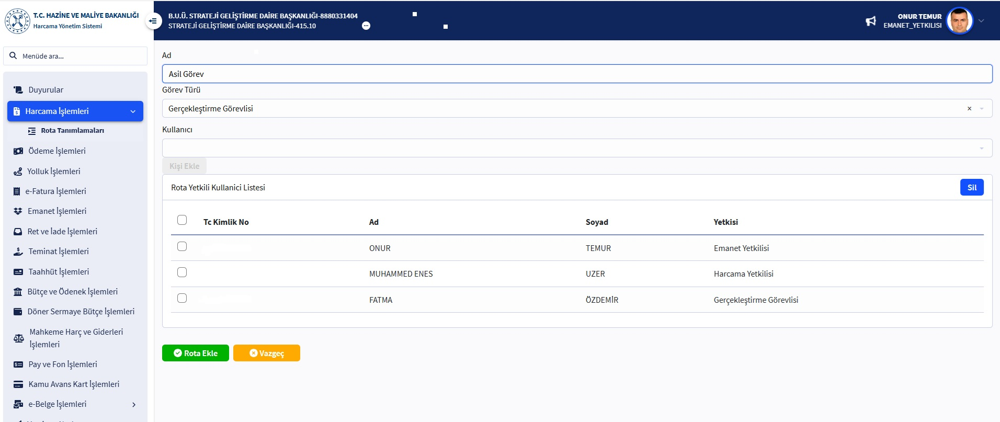 T.C. HAZİNE VE MALİYE BAKANLIĞI
Harcama Yönetim Sistemi
B.U.Ü. STRATEJİ GELİŞTİRME DAİRE BAŞKANLIĞI-8880331404
STRATEJİ GELİŞTİRME DAİRE BAŞKANLIĞI-415.10
ONUR TEMUR
EMANET_YETKILISI
Menüde ara...
Duyurular
Harcama İşlemleri
Rota Tanımlamaları
Ödeme İşlemleri
Yolluk İşlemleri
e-Fatura İşlemleri
Emanet İşlemleri
Ret ve İade İşlemleri
Teminat İşlemleri
Taahhüt İşlemleri
Bütçe ve Ödenek İşlemleri
Döner Sermaye Bütçe İşlemleri
Mahkeme Harç ve Giderleri
İşlemleri
Pay ve Fon İşlemleri
Kamu Avans Kart İşlemleri
e-Belge İşlemleri
Ad
Asil Görev
Görev Türü
Gerçekleştirme Görevlisi ×
Kullanıcı
Kişi Ekle
Rota Yetkili Kullanici Listesi Sil
Tc Kimlik No Ad Soyad Yetkisi
ONUR TEMUR Emanet Yetkilisi
MUHAMMED ENES UZER Harcama Yetkilisi
FATMA ÖZDEMİR Gerçekleştirme Görevlisi
Rota Ekle Vazgeç